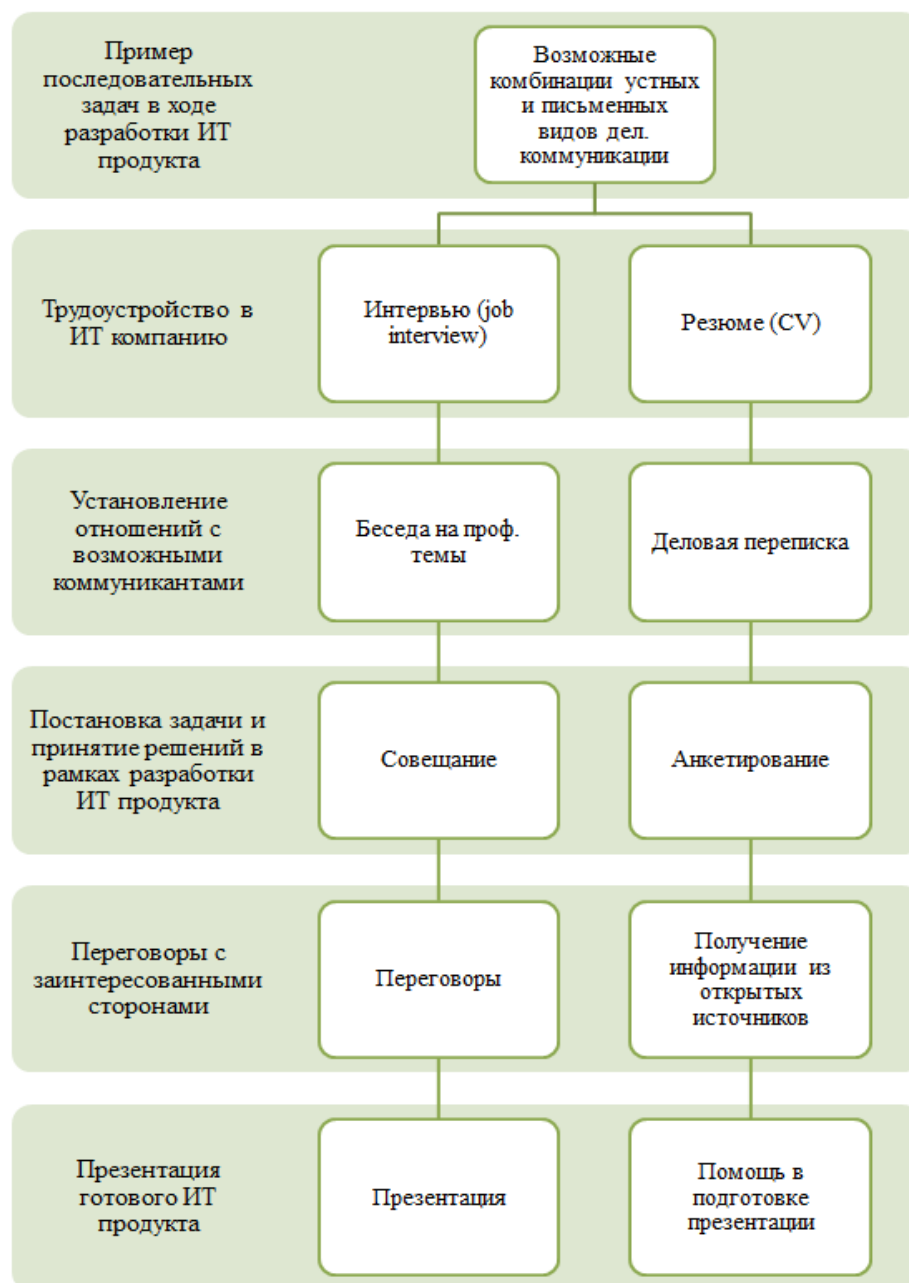 Пример
последовательных
задач в ходе
разработки ИТ
продукта
Возможные
комбинации устных
и письменных
видов дел.
коммуникации
Трудоустройство в
ИТ компанию
Интервью (job
interview)
Резюме (CV)
Установление
отношений с
возможными
коммуникантами
Беседа на проф.
темы
Деловая переписка
Постановка задачи и
принятие решений в
рамках разработки
ИТ продукта
Совещание
Анкетирование
Переговоры с
заинтересованными
сторонами
Переговоры
Получение
информации из
открытых
источников
Презентация
готового ИТ
продукта
Презентация
Помощь в
подготовке
презентации